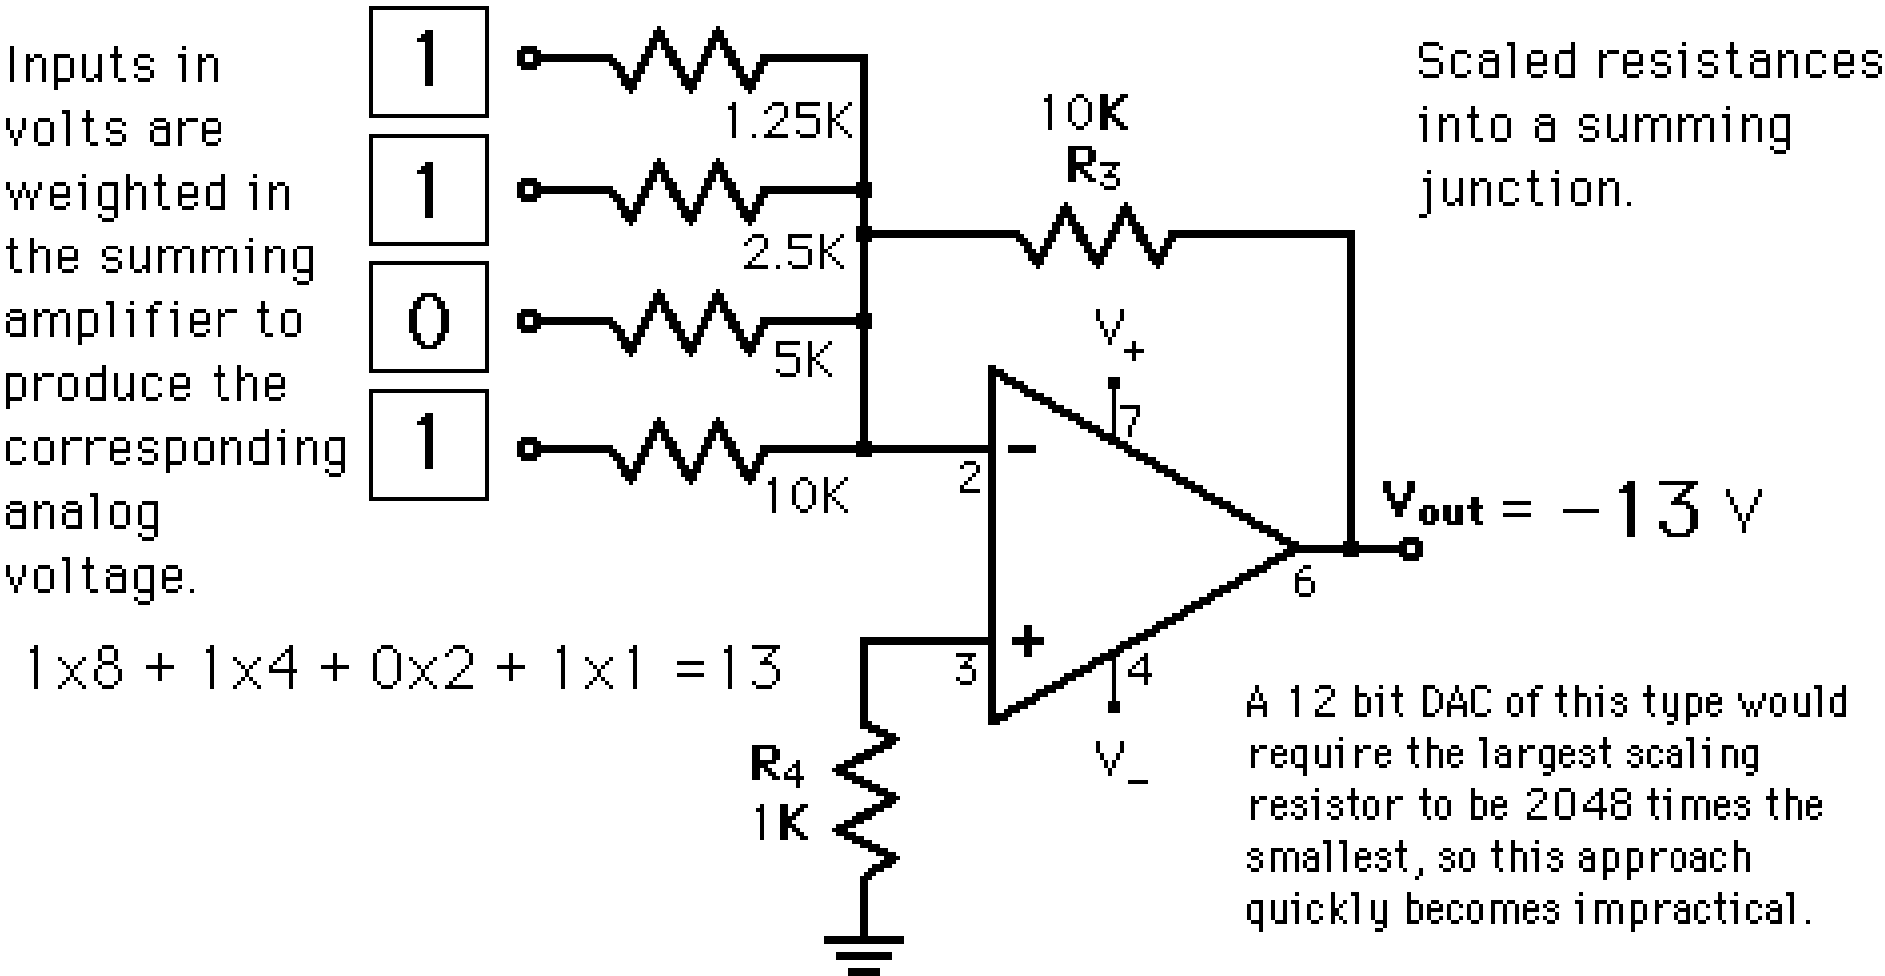 Inputs in
volts are
weighted in
the summing
amplifier to
produce the
corresponding
analog
voltage.
1
1
0
1
1.25K
2.5K
5K
10K
10K
R3
Scaled resistances
into a summing
junction.
V+
7
2
−
Vout = −13 V
6
3
+
4
V−
1x8 + 1x4 + 0x2 + 1x1 =13
R4
1K
A 12 bit DAC of this type would
require the largest scaling
resistor to be 2048 times the
smallest, so this approach
quickly becomes impractical.